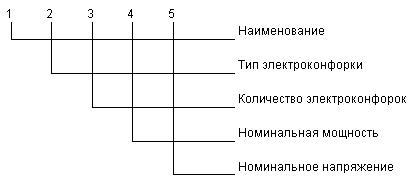 1 2 3 4 5
Наименование
Тип электроконфорки
Количество электроконфорок
Номинальная мощность
Номинальное напряжение